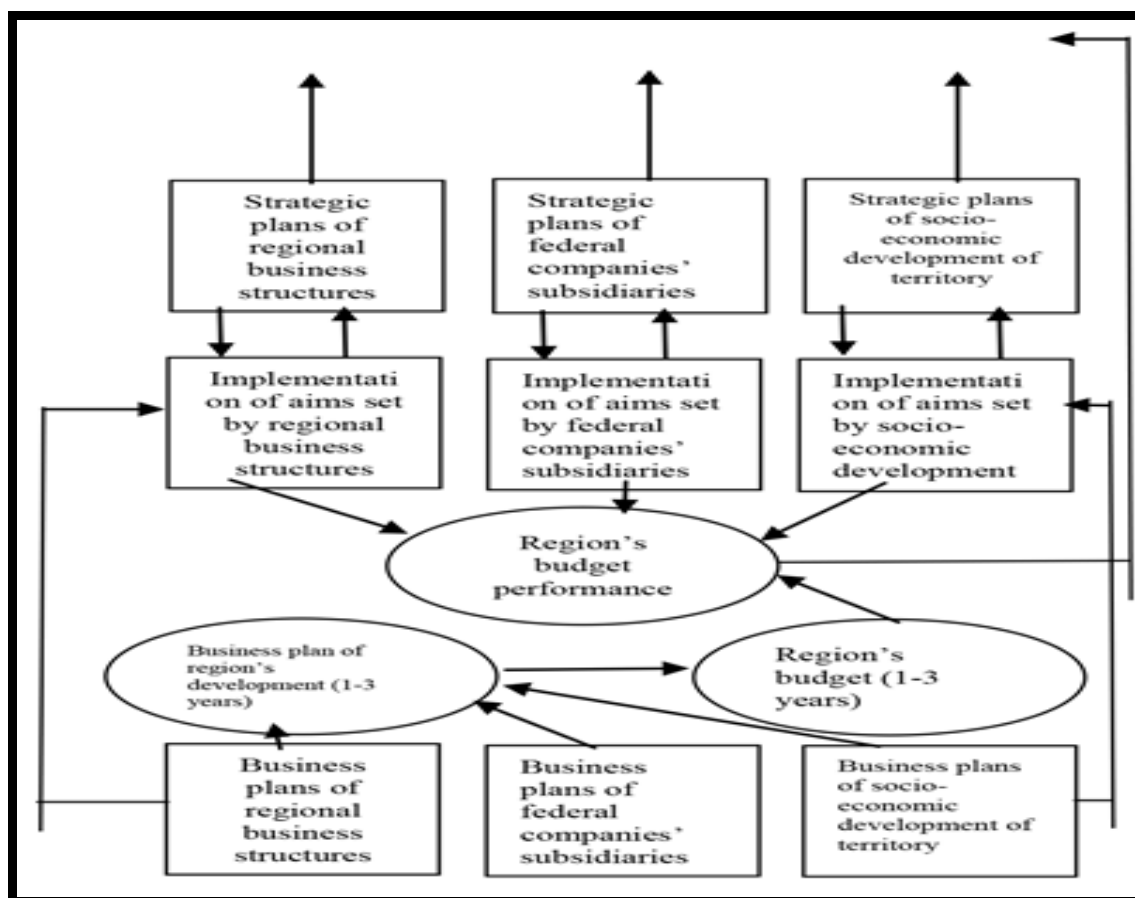 Strategic
plans of
regional
business
structures
Strategic
plans of
federal
companies’
subsidiaries
Strategic plans
of socio-
economic
development of
territory
Implementati
on of aims set
by regional
business
structures
Implementati
on of aims set
by federal
companies’
subsidiaries
Implementati
on of aims set
by socio-
economic
development
Region’s
budget
performance
Business plan of
region’s
development (1-3
years)
Region’s
budget (1-3
years)
Business
plans of
regional
business
structures
Business
plans of
federal
companies’
subsidiaries
Business plans
of socio-
economic
development of
territory